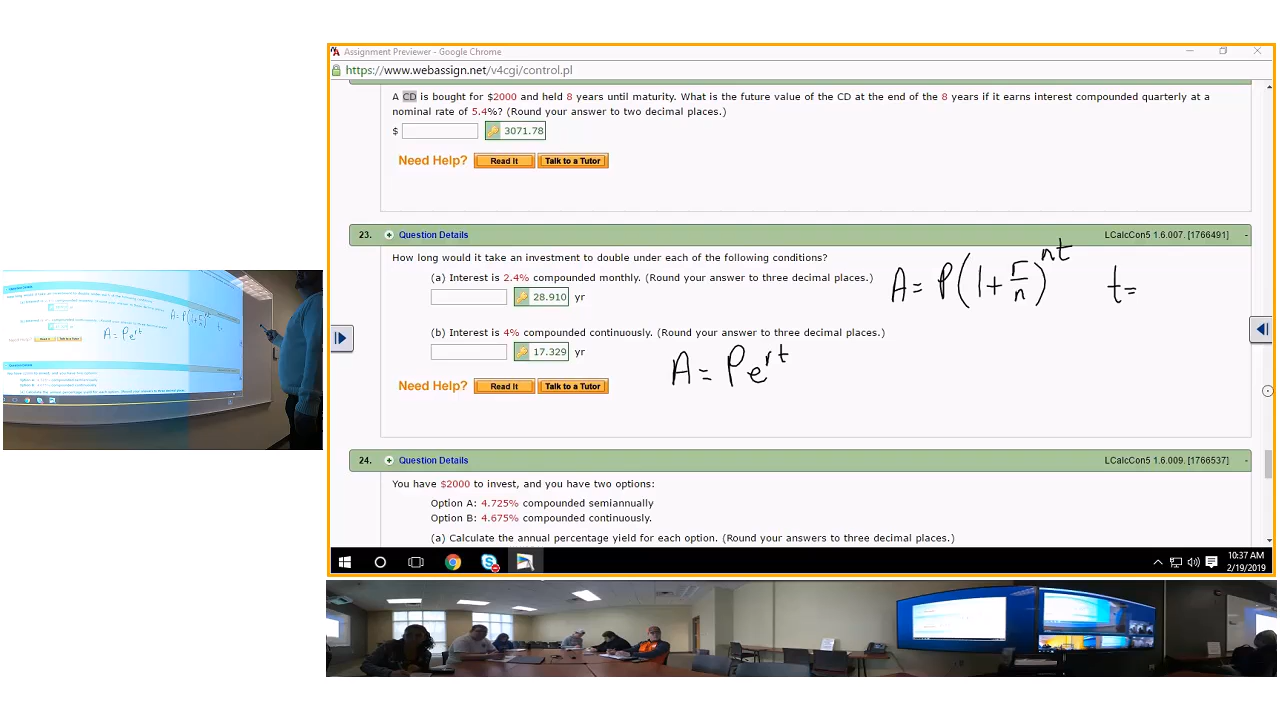 Assignment Previewer - Google Chrome
https://www.webassign.net/v4cgi/control.pl
A CD is bought for $2000 and held 8 years until maturity. What is the future value of the CD at the end of the 8 years if it earns interest compounded quarterly at a
nominal rate of 5.4%? (Round your answer to two decimal places.)
$ 3071.78
Need Help? Read It Talk to a Tutor
23. Question Details LCalcCon5 1.6.007. [1766491] -
How long would it take an investment to double under each of the following conditions?
(a) Interest is 2.4% compounded monthly. (Round your answer to three decimal places.)
28.910 yr
A = P(1 + r/n)^nt t =
(b) Interest is 4% compounded continuously. (Round your answer to three decimal places.)
17.329 yr
A = Pe^rt
Need Help? Read It Talk to a Tutor
24. Question Details LCalcCon5 1.6.009. [1766537] -
You have $2000 to invest, and you have two options:
Option A: 4.725% compounded semiannually
Option B: 4.675% compounded continuously.
(a) Calculate the annual percentage yield for each option. (Round your answers to three decimal places.)
10:37 AM
2/19/2019